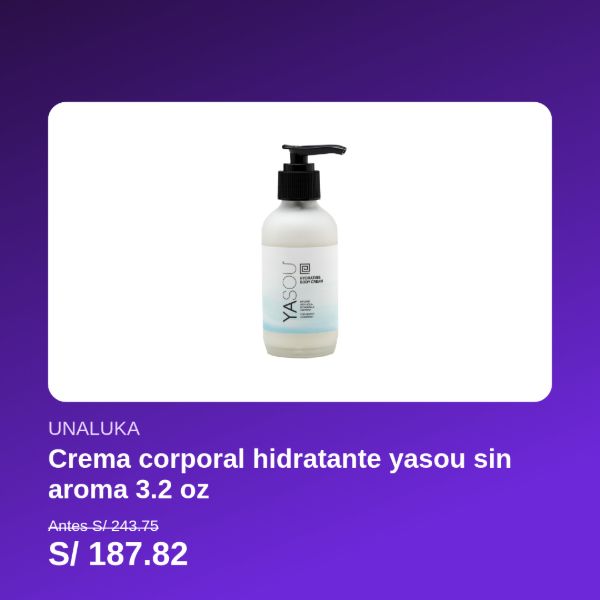 YASOU
HYDRATING
BODY CREAM
UNALUKA
Crema corporal hidratante yasou sin
aroma 3.2 oz
Antes S/ 243.75
S/ 187.82